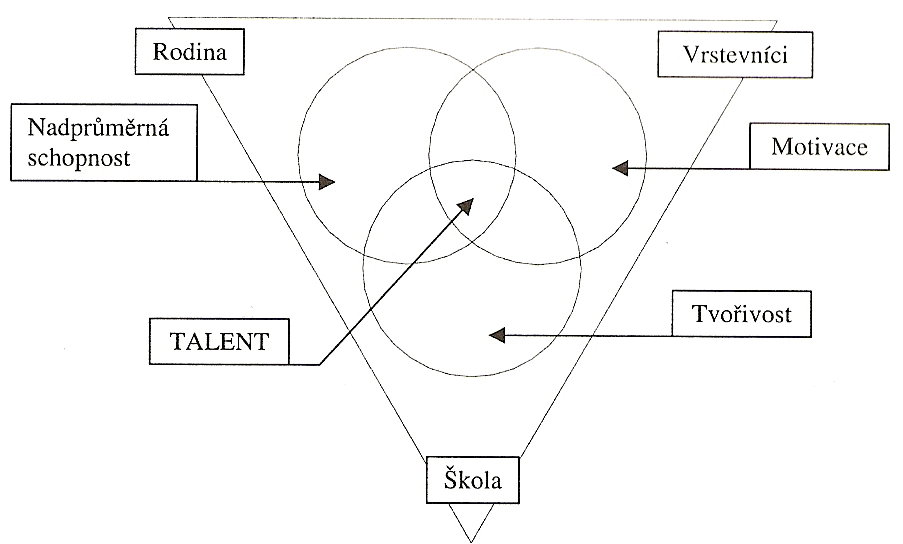 Rodina
Vrstevníci
Nadprůměrná
schopnost
Motivace
Tvořivost
TALENT
Škola